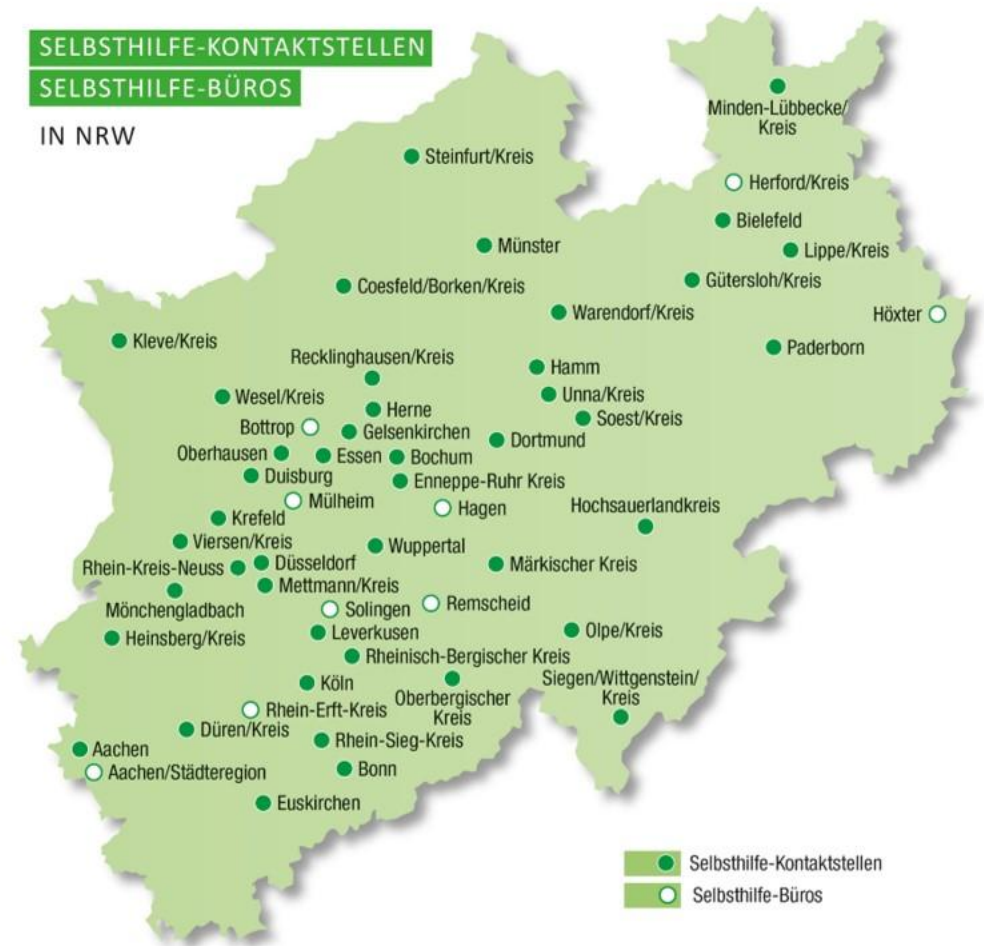 SELBSTHILFE-KONTAKTSTELLEN
SELBSTHILFE-BÜROS
IN NRW
Minden-Lübbecke/
Kreis
Steinfurt/Kreis
Herford/Kreis
Bielefeld
Münster
Lippe/Kreis
Gütersloh/Kreis
Coesfeld/Borken/Kreis
Warendorf/Kreis
Höxter
Kleve/Kreis
Paderborn
Recklinghausen/Kreis
Hamm
Wesel/Kreis
Unna/Kreis
Herne
Soest/Kreis
Bottrop
Gelsenkirchen
Dortmund
Oberhausen
Essen
Bochum
Duisburg
Enneppe-Ruhr Kreis
Mülheim
Hagen
Hochsauerlandkreis
Krefeld
Viersen/Kreis
Wuppertal
Rhein-Kreis-Neuss
Düsseldorf
Märkischer Kreis
Mettmann/Kreis
Mönchengladbach
Solingen
Remscheid
Heinsberg/Kreis
Leverkusen
Olpe/Kreis
Rheinisch-Bergischer Kreis
Köln
Oberbergischer
Kreis
Siegen/Wittgenstein/
Kreis
Rhein-Erft-Kreis
Düren/Kreis
Rhein-Sieg-Kreis
Aachen
Aachen/Städteregion
Bonn
Euskirchen
Selbsthilfe-Kontaktstellen
Selbsthilfe-Büros